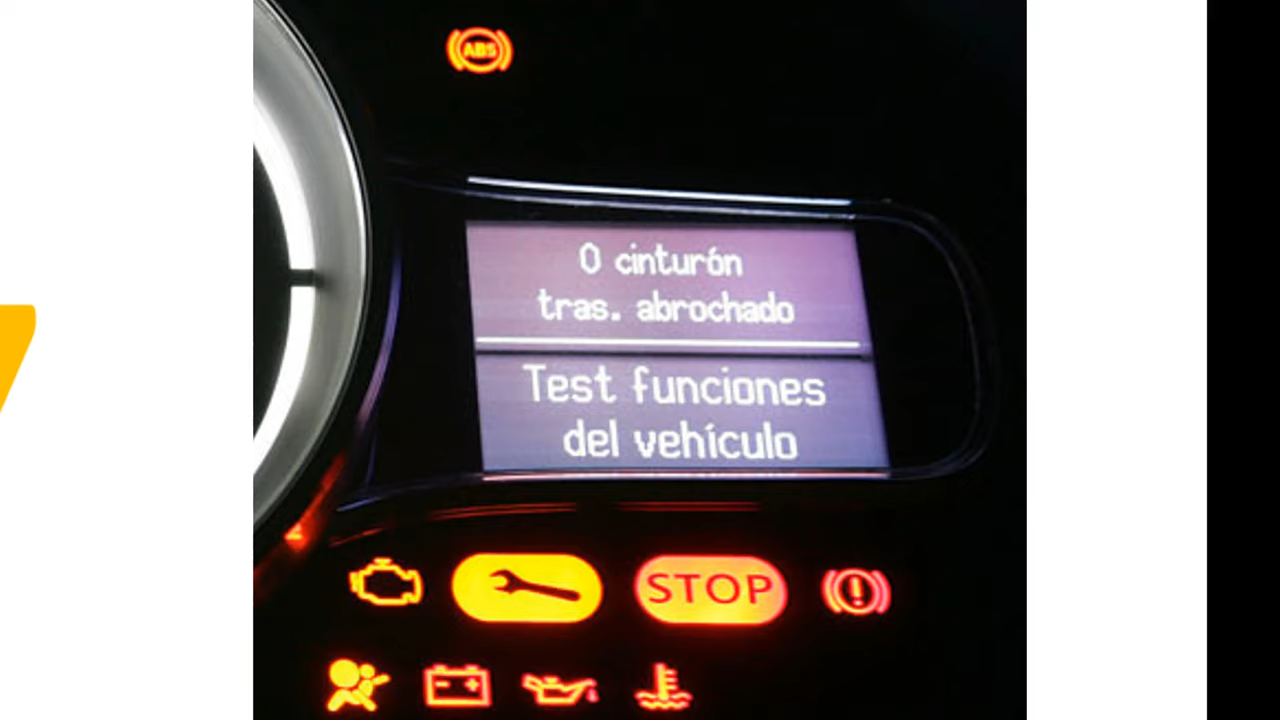 ABS
0 cinturón
tras. abrochado
Test funciones
del vehículo
STOP